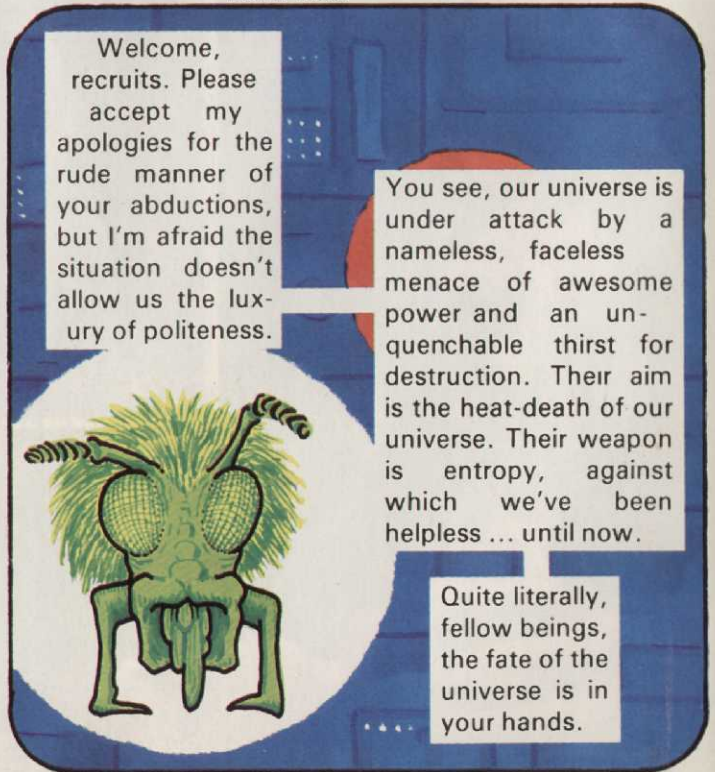 Welcome,
recruits. Please
accept my
apologies for the
rude manner of
your abductions,
but I'm afraid the
situation doesn't
allow us the lux-
ury of politeness.
You see, our universe is
under attack by a
nameless, faceless
menace of awesome
power and an un-
quenchable thirst for
destruction. Their aim
is the heat-death of our
universe. Their weapon
is entropy, against
which we've been
helpless ... until now.
Quite literally,
fellow beings,
the fate of the
universe is in
your hands.